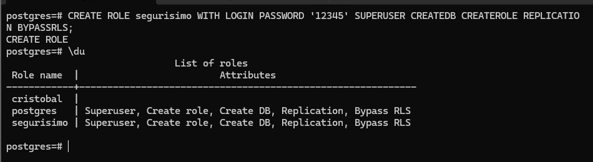 postgres=# CREATE ROLE segurisimo WITH LOGIN PASSWORD '12345' SUPERUSER CREATEDB CREATEROLE REPLICATIO
N BYPASSRLS;
CREATE ROLE
postgres=# \du
                             List of roles
 Role name  |                         Attributes
------------+------------------------------------------------------------
 cristobal  |
 postgres   | Superuser, Create role, Create DB, Replication, Bypass RLS
 segurisimo | Superuser, Create role, Create DB, Replication, Bypass RLS
postgres=#